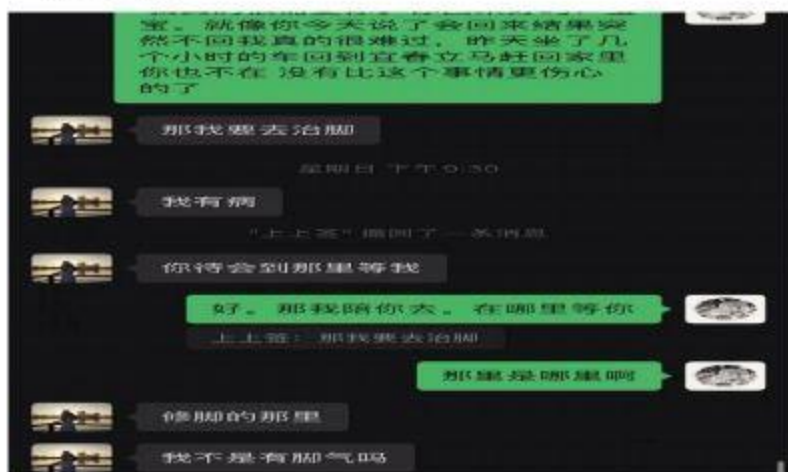 宝。就像你今天说了会回来结果突
然不回我真的很难过，昨天坐了几
个小时的车回到宜春立马赶回家里
你也不在 没有比这个事情更伤心
的了
那我要去治脚
星期日 下午 9:30
我有病
"上上签" 撤回了一条消息
你待会到那里等我
好。那我陪你去。在哪里等你
上上签：那我要去治脚
那里是哪里啊
修脚的那里
我不是有脚气吗